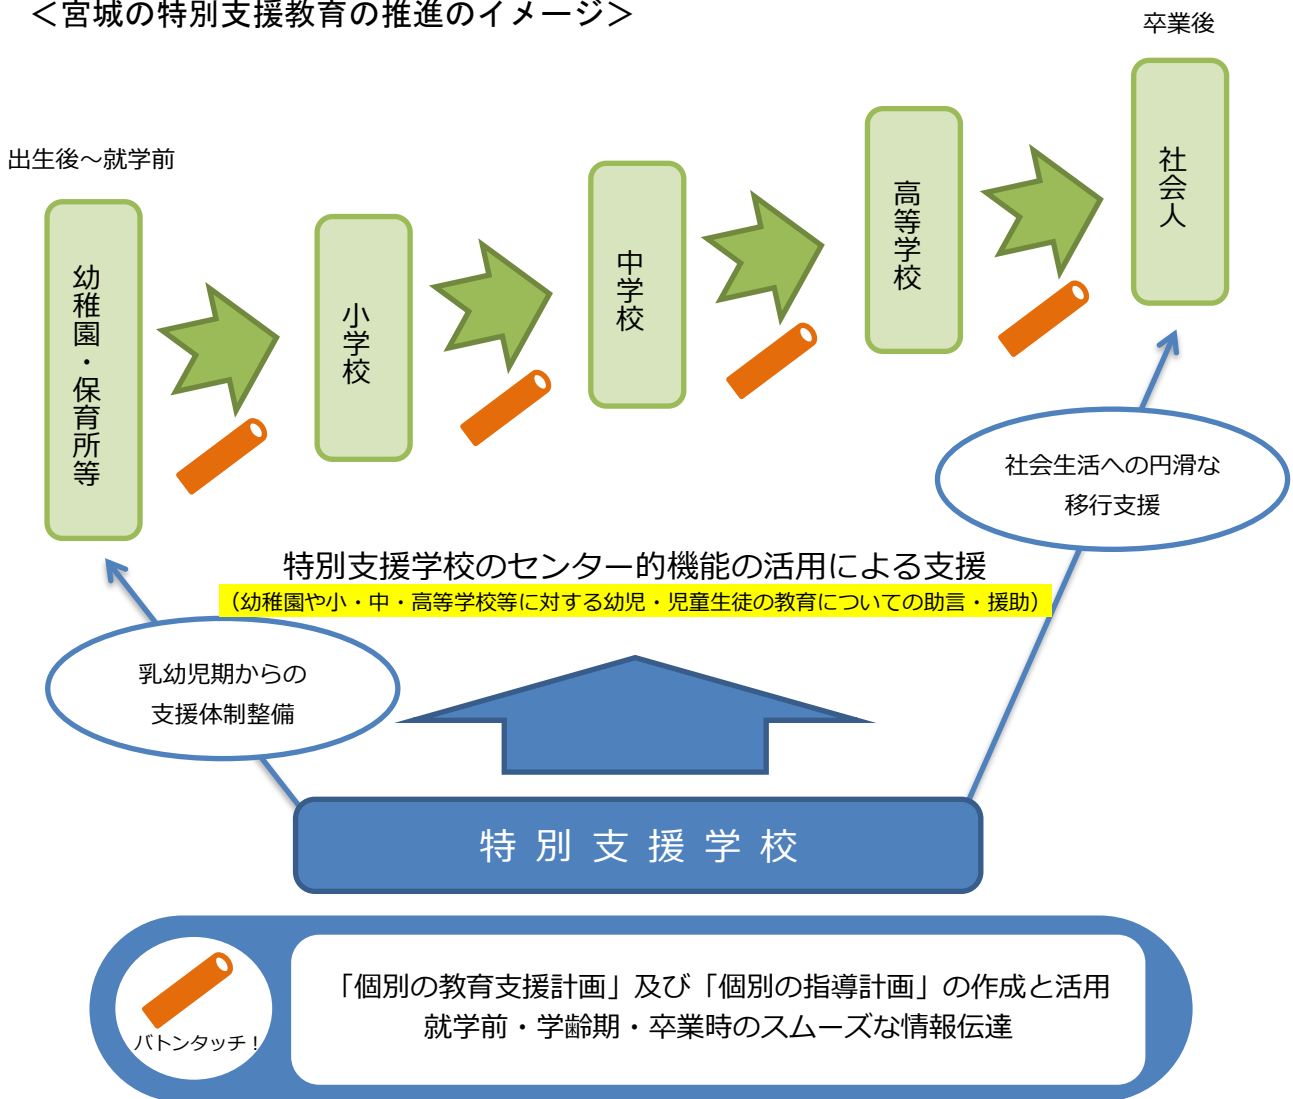 ＜宮城の特別支援教育の推進のイメージ＞
卒業後
出生後～就学前
幼稚園・保育所等
小学校
中学校
高等学校
社会人
社会生活への円滑な
移行支援
特別支援学校のセンター的機能の活用による支援
（幼稚園や小・中・高等学校等に対する幼児・児童生徒の教育についての助言・援助）
乳幼児期からの
支援体制整備
特別支援学校
「個別の教育支援計画」及び「個別の指導計画」の作成と活用
就学前・学齢期・卒業時のスムーズな情報伝達
バトンタッチ！